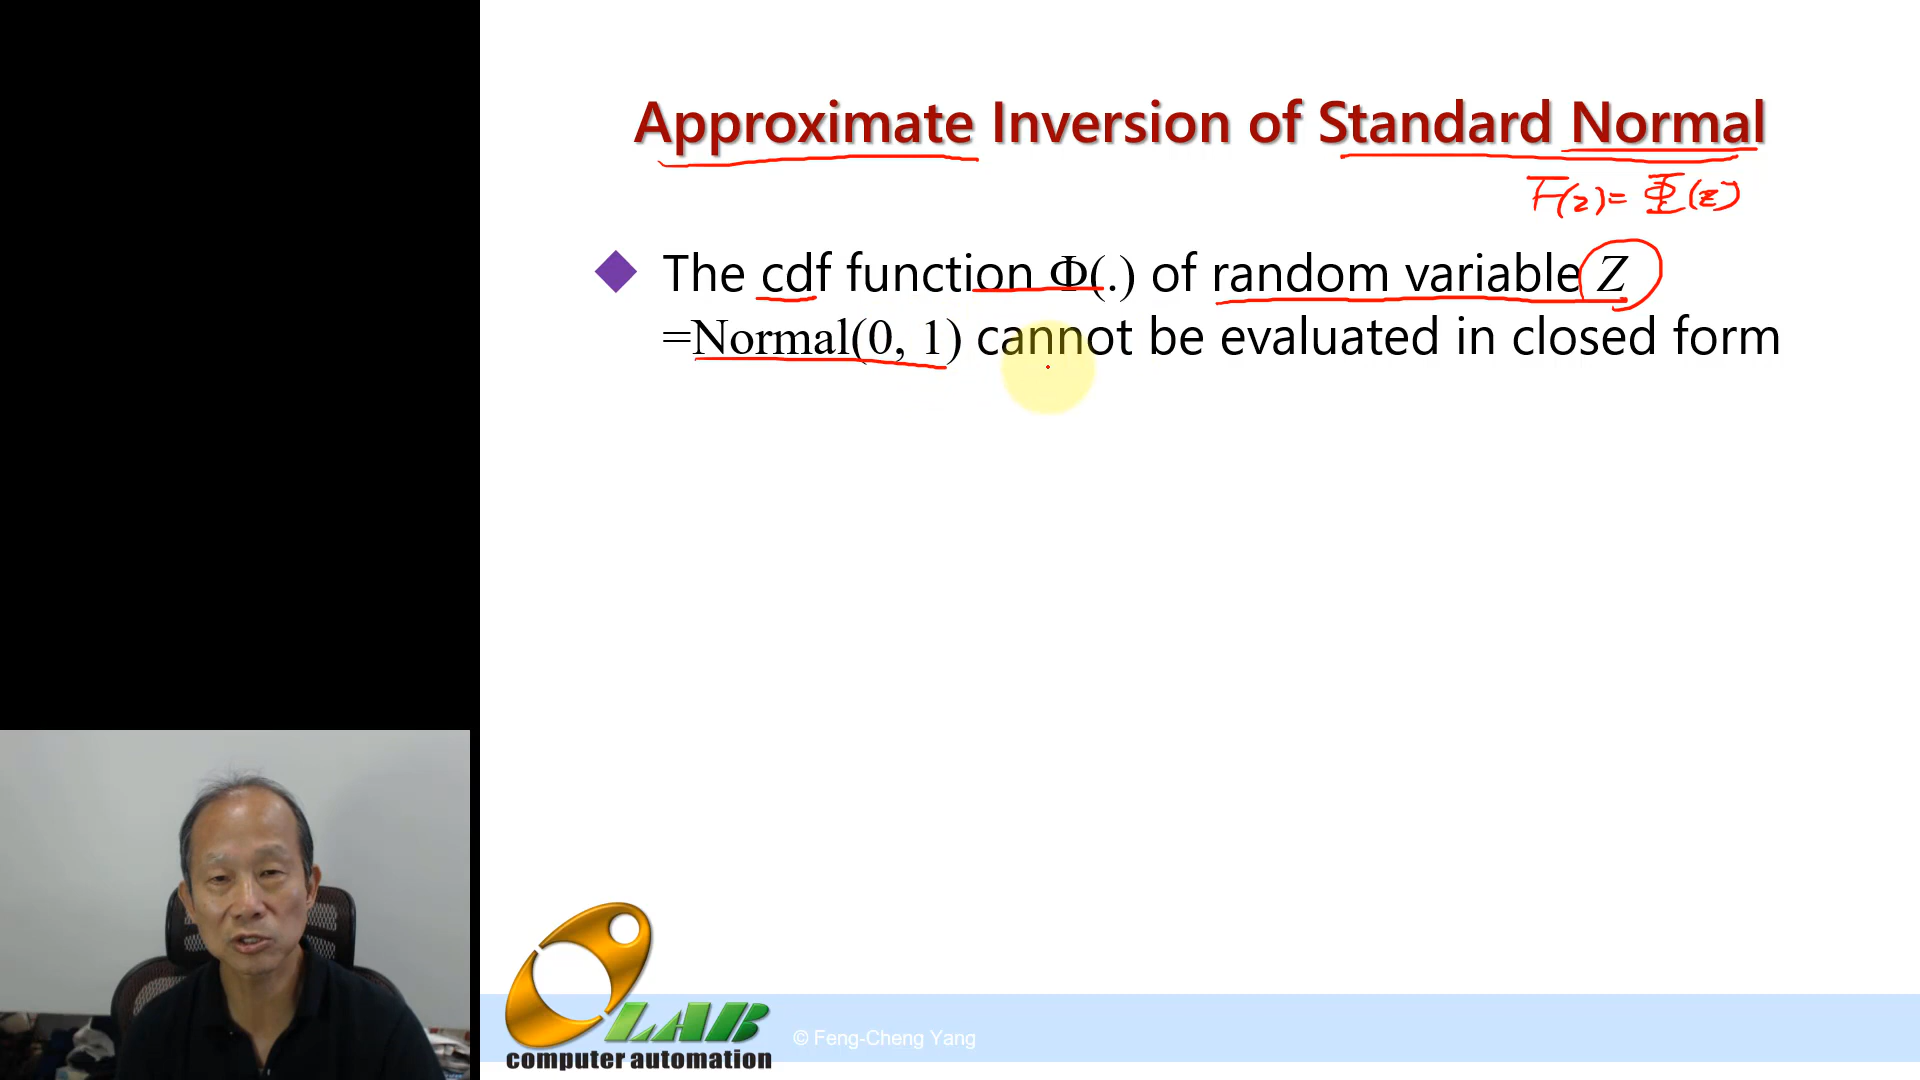 Approximate Inversion of Standard Normal
F(z) = Φ(z)
The cdf function Φ(.) of random variable Z
=Normal(0, 1) cannot be evaluated in closed form
LAB
computer automation
© Feng-Cheng Yang